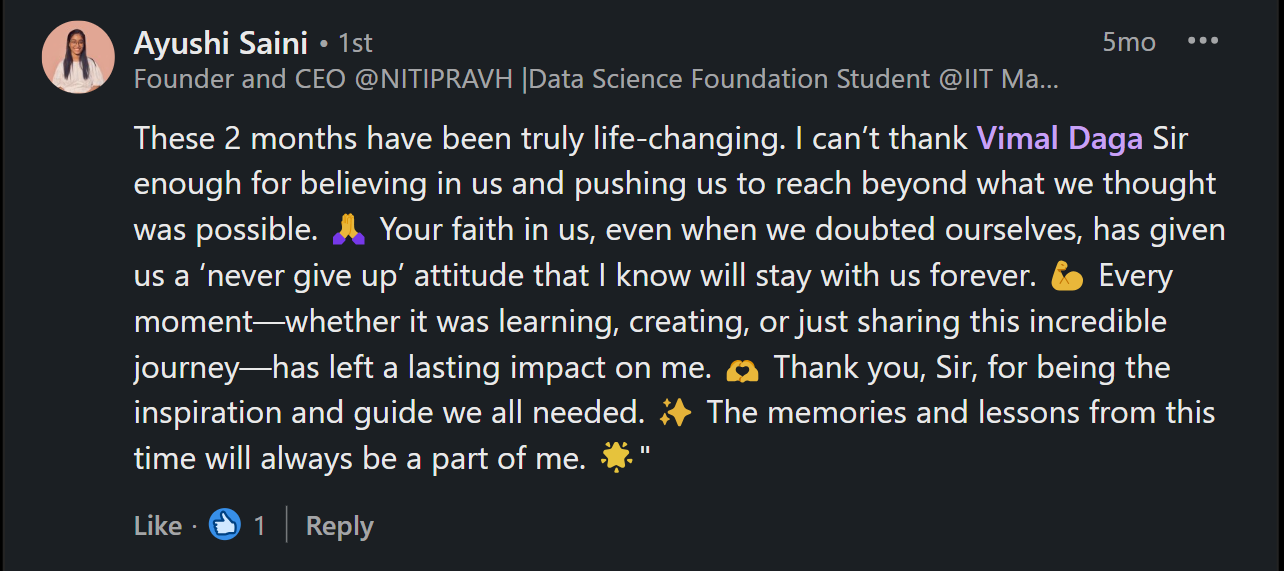 Ayushi Saini • 1st 5mo •••
Founder and CEO @NITIPRAVH |Data Science Foundation Student @IIT Ma...
These 2 months have been truly life-changing. I can’t thank Vimal Daga Sir
enough for believing in us and pushing us to reach beyond what we thought
was possible. 🙏 Your faith in us, even when we doubted ourselves, has given
us a ‘never give up’ attitude that I know will stay with us forever. 💪 Every
moment—whether it was learning, creating, or just sharing this incredible
journey—has left a lasting impact on me. 🫶 Thank you, Sir, for being the
inspiration and guide we all needed. ✨ The memories and lessons from this
time will always be a part of me. 🌟"
Like · 1 | Reply